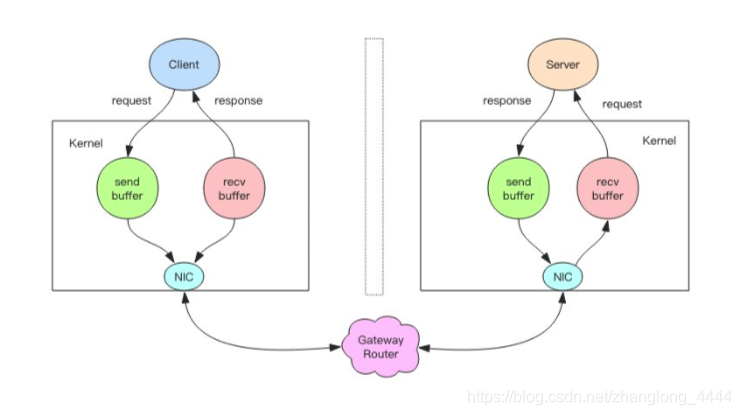 Client
Server
request
response
response
request
Kernel
Kernel
send
buffer
recv
buffer
send
buffer
recv
buffer
NIC
NIC
Gateway
Router
https://blog.csdn.net/zhanglong_4444